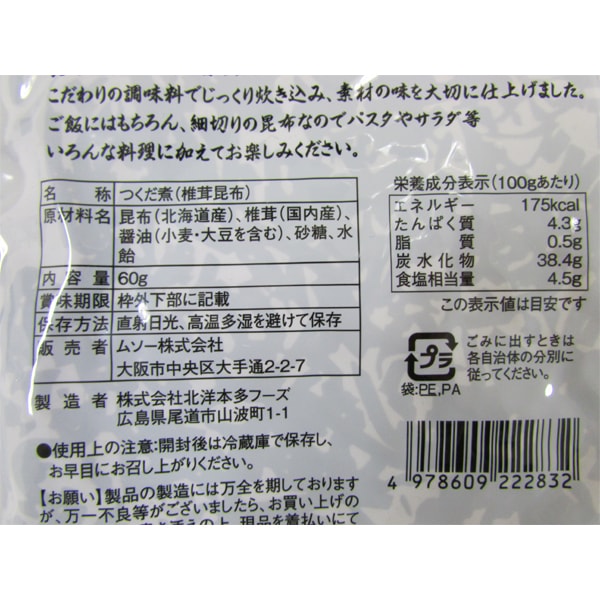 こだわりの調味料でじっくり炊き込み、素材の味を大切に仕上げました。
ご飯にはもちろん、細切りの昆布なのでパスタやサラダ等
いろんな料理に加えてお楽しみください。
名称 つくだ煮(椎茸昆布)
原材料名 昆布(北海道産)、椎茸(国内産)、
醤油(小麦・大豆を含む)、砂糖、水
飴
内容量 60g
賞味期限 枠外下部に記載
保存方法 直射日光、高温多湿を避けて保存
販売者 ムソー株式会社
大阪市中央区大手通2-2-7
製造者 株式会社北洋本多フーズ
広島県尾道市山波町1-1
●使用上の注意:開封後は冷蔵庫で保存し、
お早目にお召し上がりください。
【お願い】製品の製造には万全を期しております
が、万一不良等がございましたら、お買い上げの
栄養成分表示(100gあたり)
エネルギー 175kcal
たんぱく質 4.3g
脂質 0.5g
炭水化物 38.4g
食塩相当量 4.5g
この表示値は目安です
プラ
袋:PE,PA
ごみに出すときは
各自治体の分別に
従ってください。
4 978609 222832